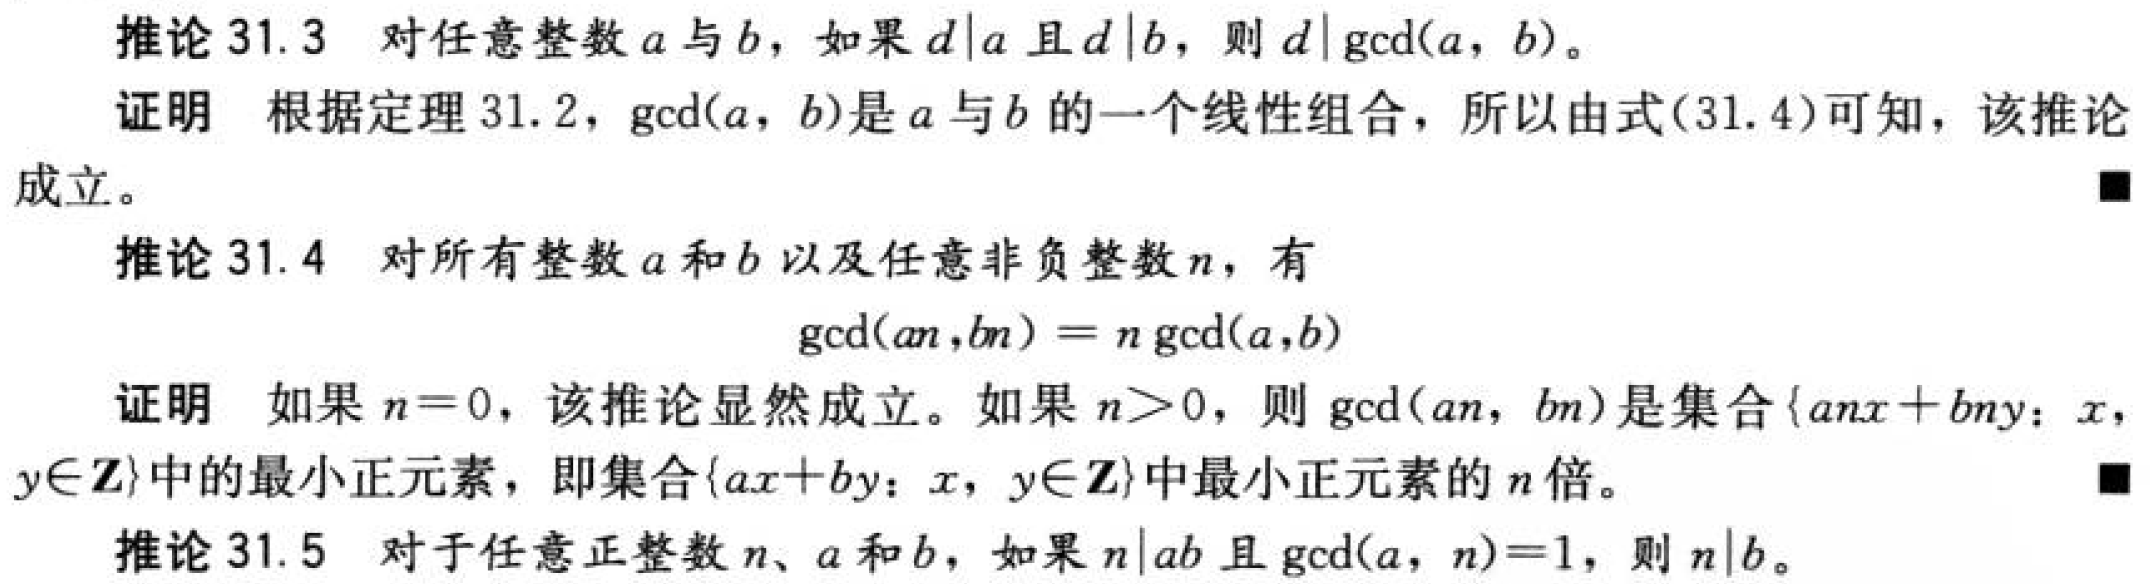 推论 31.3 对任意整数 a 与 b，如果 d|a 且 d|b，则 d|gcd(a，b)。
证明 根据定理 31.2，gcd(a，b)是 a 与 b 的一个线性组合，所以由式(31.4)可知，该推论
成立。 ■
推论 31.4 对所有整数 a 和 b 以及任意非负整数 n，有
gcd(an,bn) = n gcd(a,b)
证明 如果 n=0，该推论显然成立。如果 n>0，则 gcd(an，bn)是集合{anx+bny：x，
y∈Z}中的最小正元素，即集合{ax+by：x，y∈Z}中最小正元素的 n 倍。 ■
推论 31.5 对于任意正整数 n、a 和 b，如果 n|ab 且 gcd(a，n)=1，则 n|b。